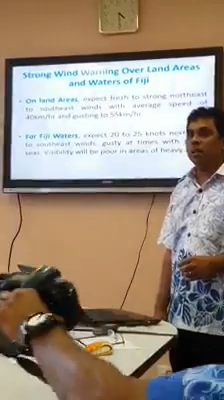 Strong Wind Warning Over Land Areas
and Waters of Fiji
• On land Areas, expect fresh to strong northeast
to southeast winds with average speed of
40km/hr and gusting to 55km/hr.
• For Fiji Waters, expect 20 to 25 knots
to southeast winds, gusty at times with
seas. Visibility will be pour in areas of heavy